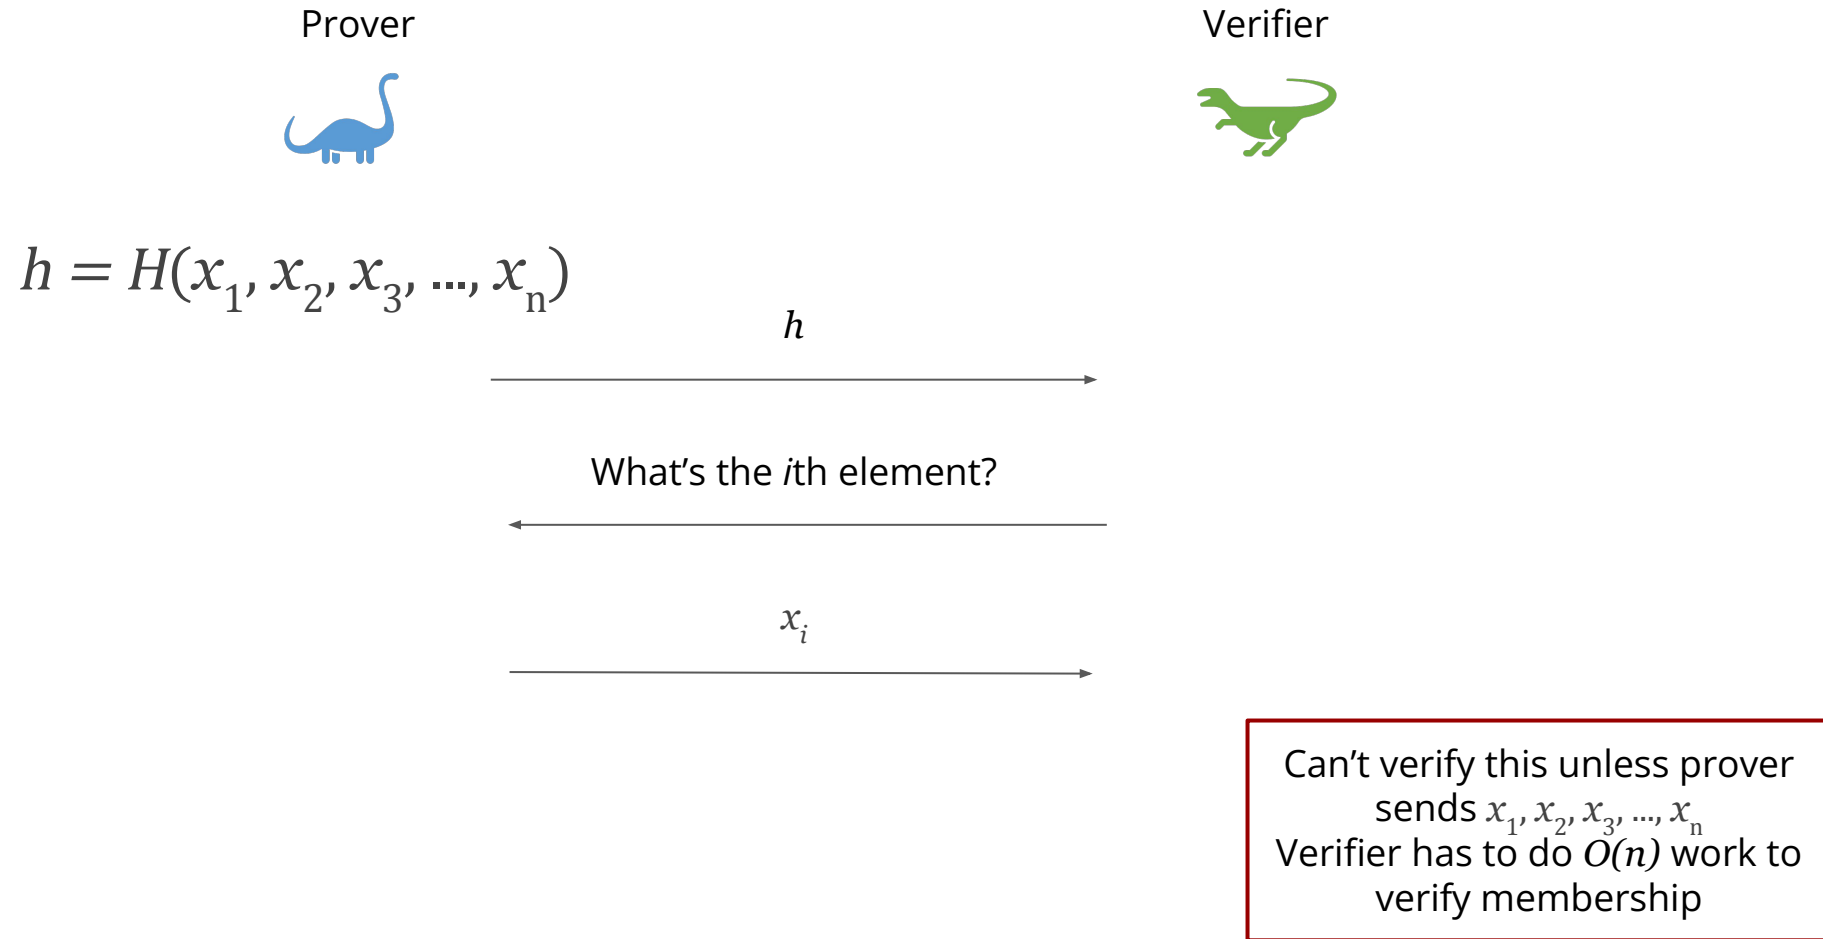 Prover
Verifier
h = H(x₁, x₂, x₃, ..., xₙ)
h
What’s the ith element?
xᵢ
Can’t verify this unless prover
sends x₁, x₂, x₃, ..., xₙ
Verifier has to do O(n) work to
verify membership